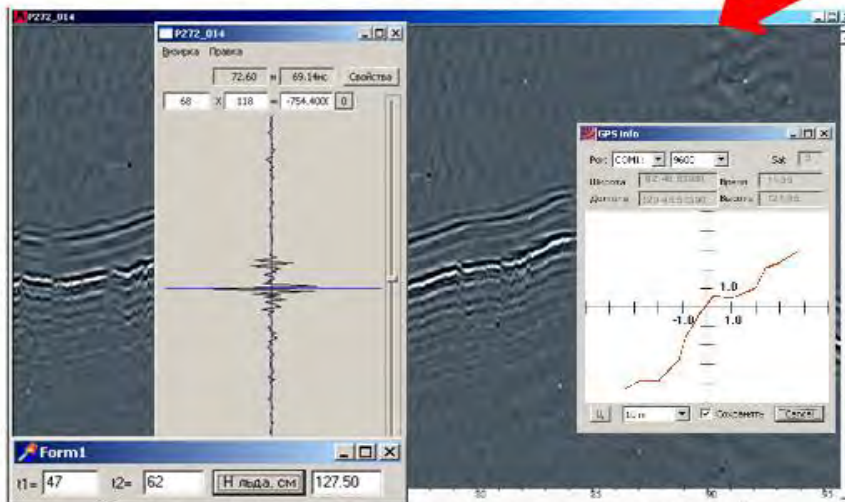 P272_014
P272_014
Визирка Правка
72.60 м 69.14нс Свойства
68 X 118 = -754.4000 0
GPS Info
Port COM1: 9600 Sat
Широта Время
Долгота Высота
1.0
-1.0 1.0
10 m Сохранять Cancel
Form1
t1= 47 t2= 62 H льда, см 127.50
80 85 90 95